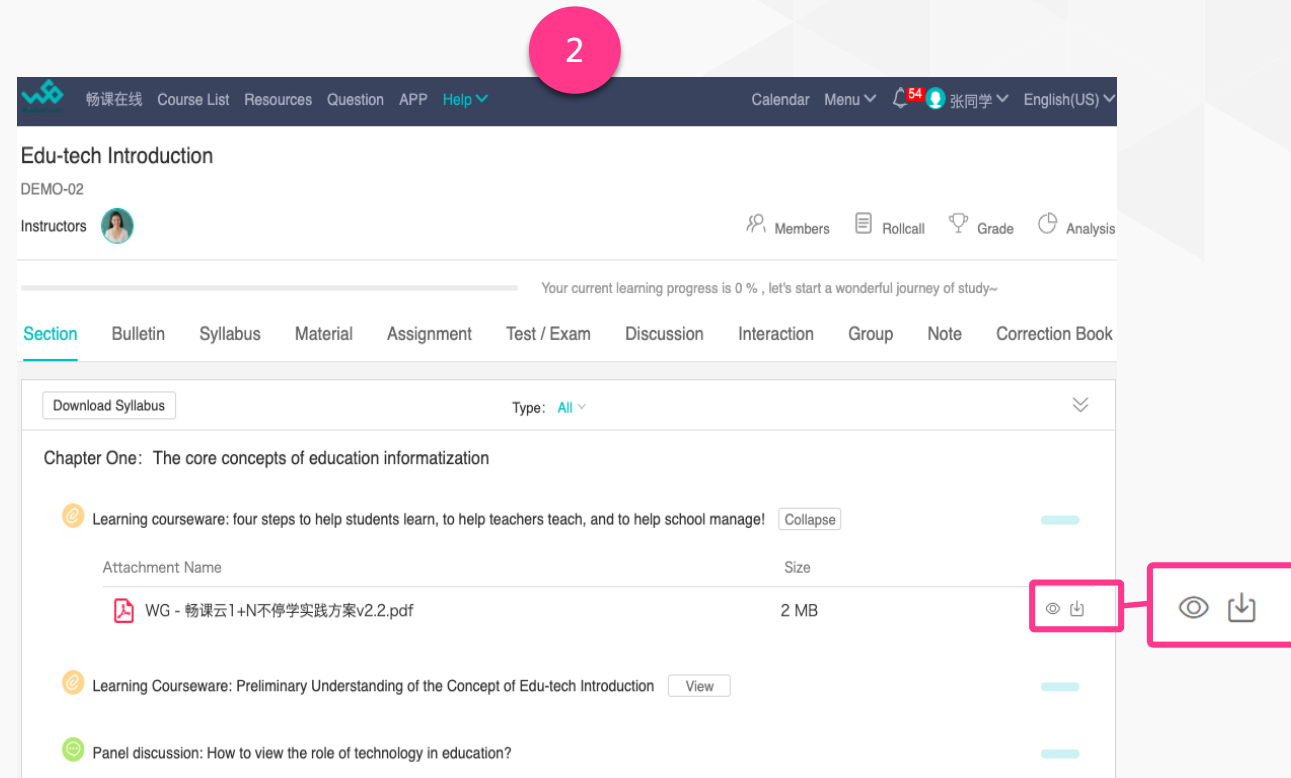 2
畅课在线 Course List Resources Question APP Help Calendar Menu 54 张同学 English(US)
Edu-tech Introduction
DEMO-02
Instructors Members Rollcall Grade Analysis
Your current learning progress is 0 % , let's start a wonderful journey of study~
Section Bulletin Syllabus Material Assignment Test / Exam Discussion Interaction Group Note Correction Book
Download Syllabus Type: All
Chapter One: The core concepts of education informatization
Learning courseware: four steps to help students learn, to help teachers teach, and to help school manage! Collapse
Attachment Name Size
WG - 畅课云1+N不停学实践方案v2.2.pdf 2 MB
Learning Courseware: Preliminary Understanding of the Concept of Edu-tech Introduction View
Panel discussion: How to view the role of technology in education?